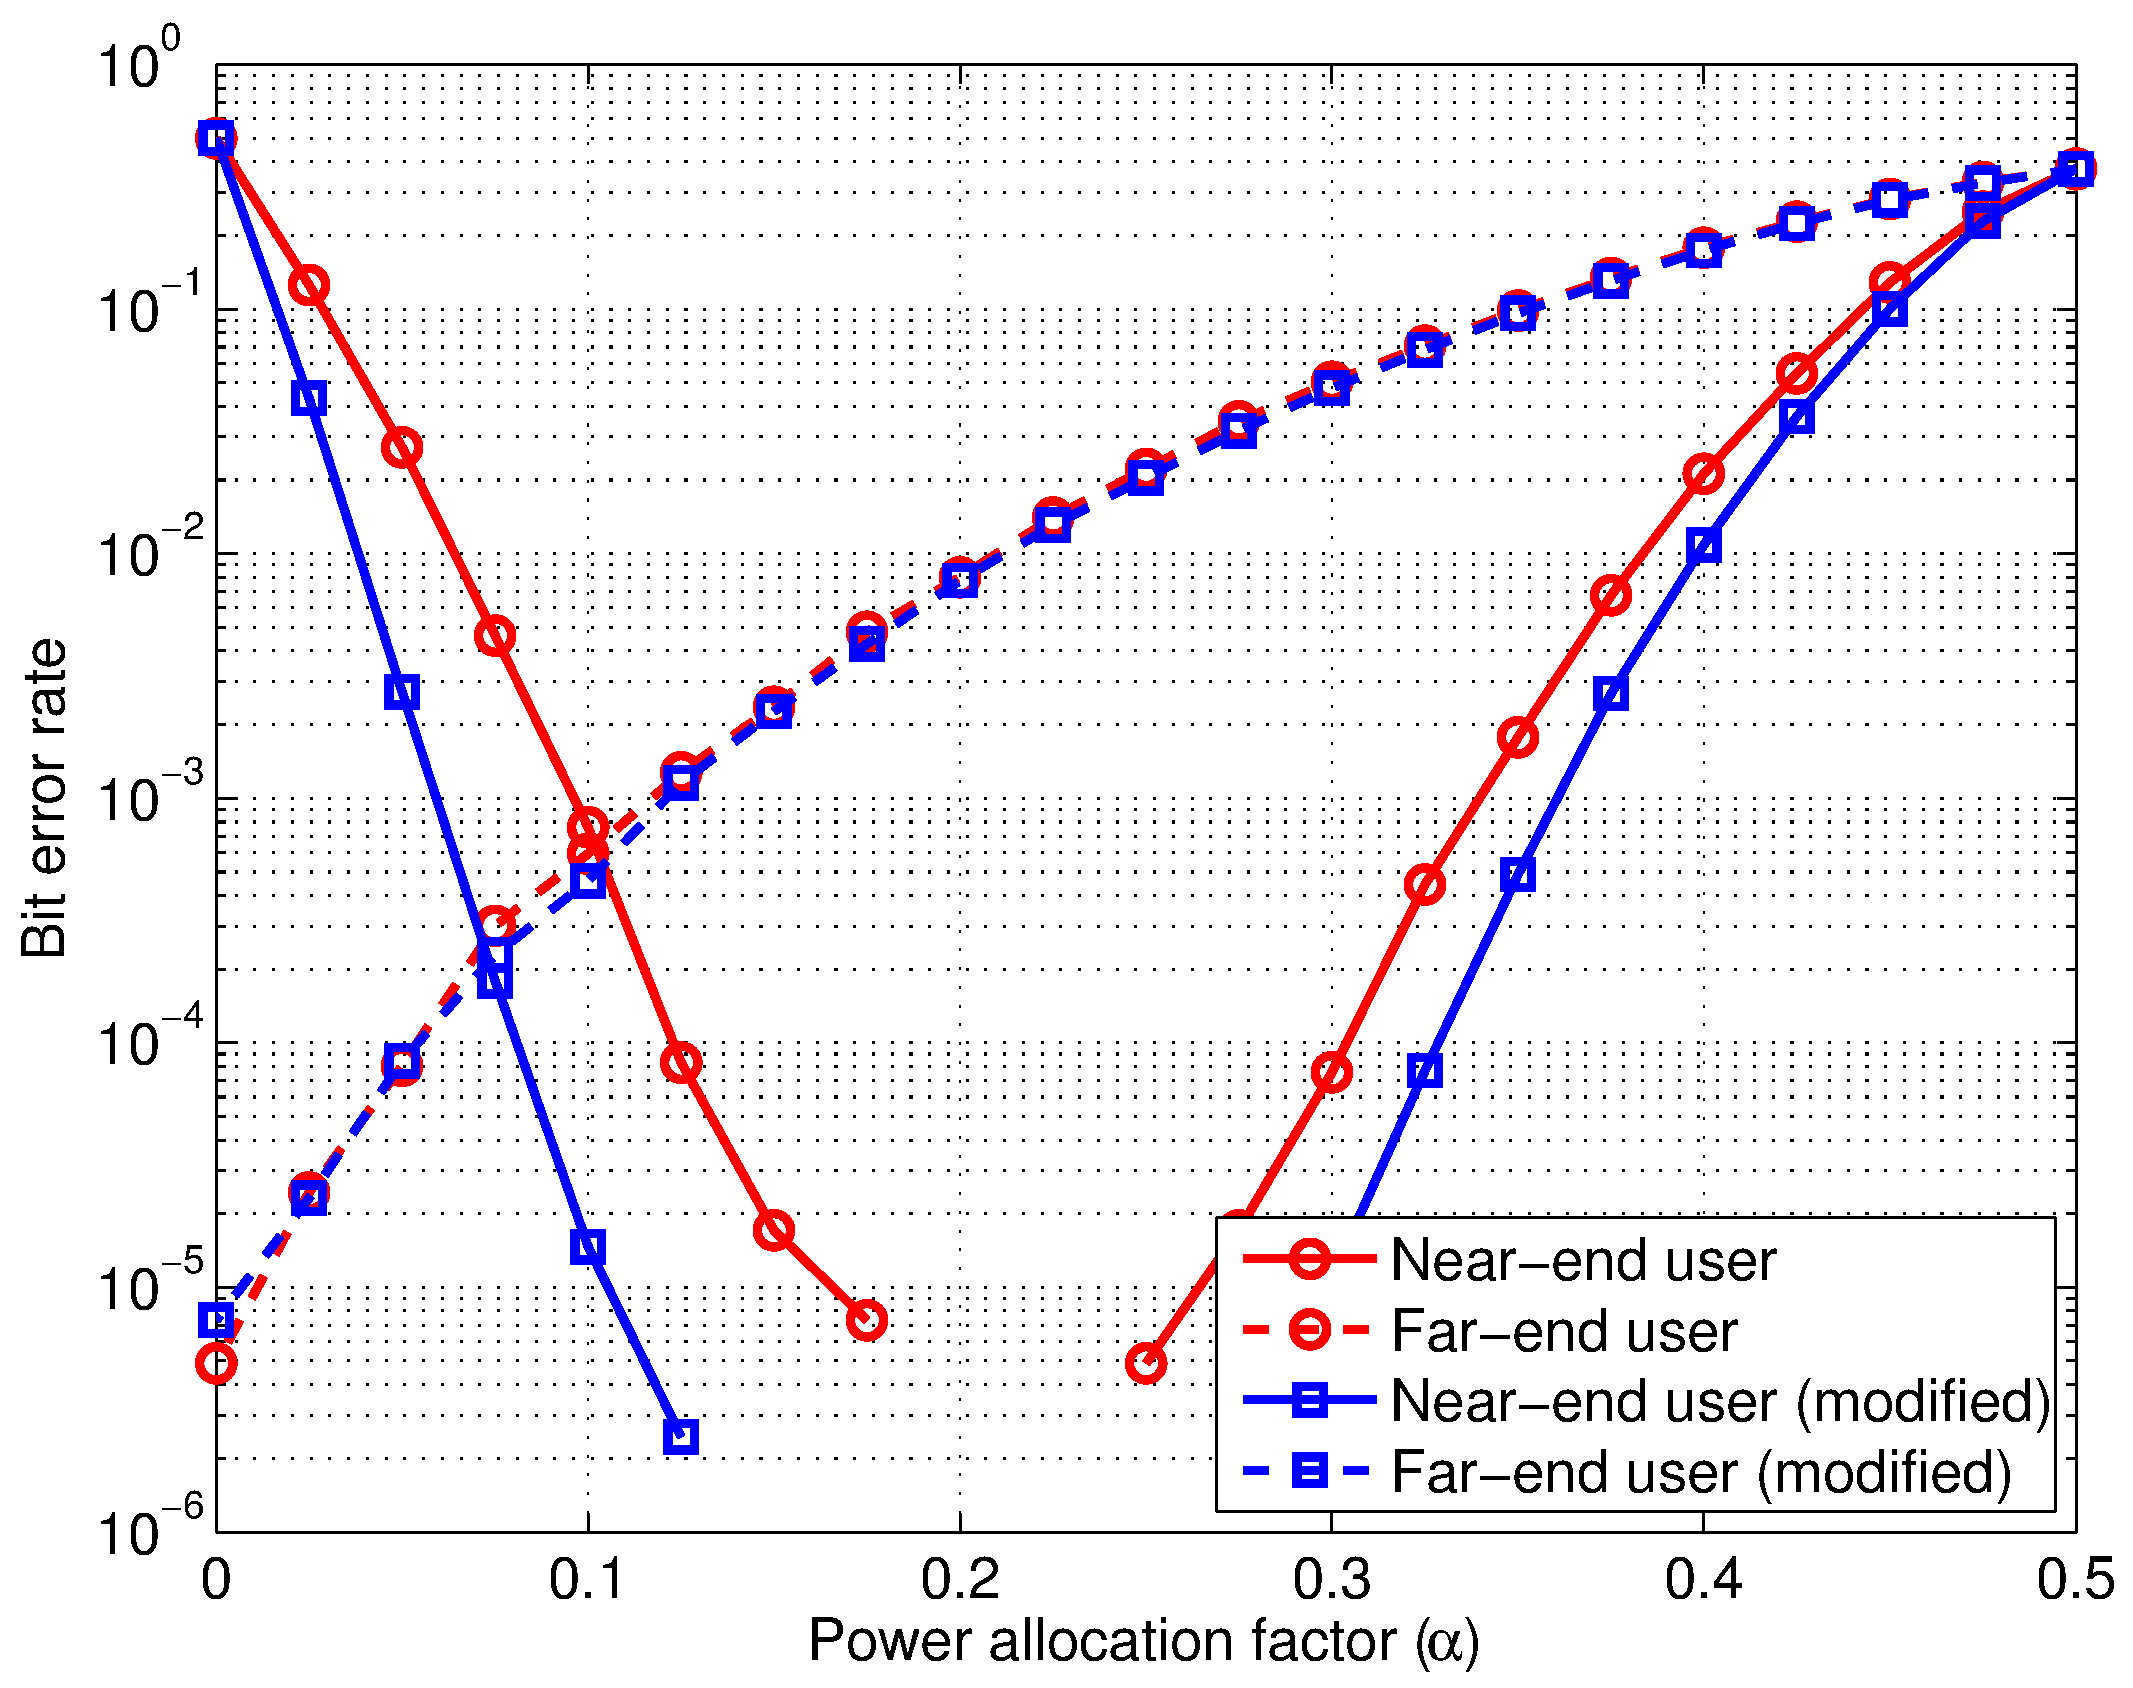 10^0
10^−1
10^−2
10^−3
10^−4
10^−5
10^−6
Bit error rate
0 0.1 0.2 0.3 0.4 0.5
Power allocation factor (α)
Near−end user
Far−end user
Near−end user (modified)
Far−end user (modified)